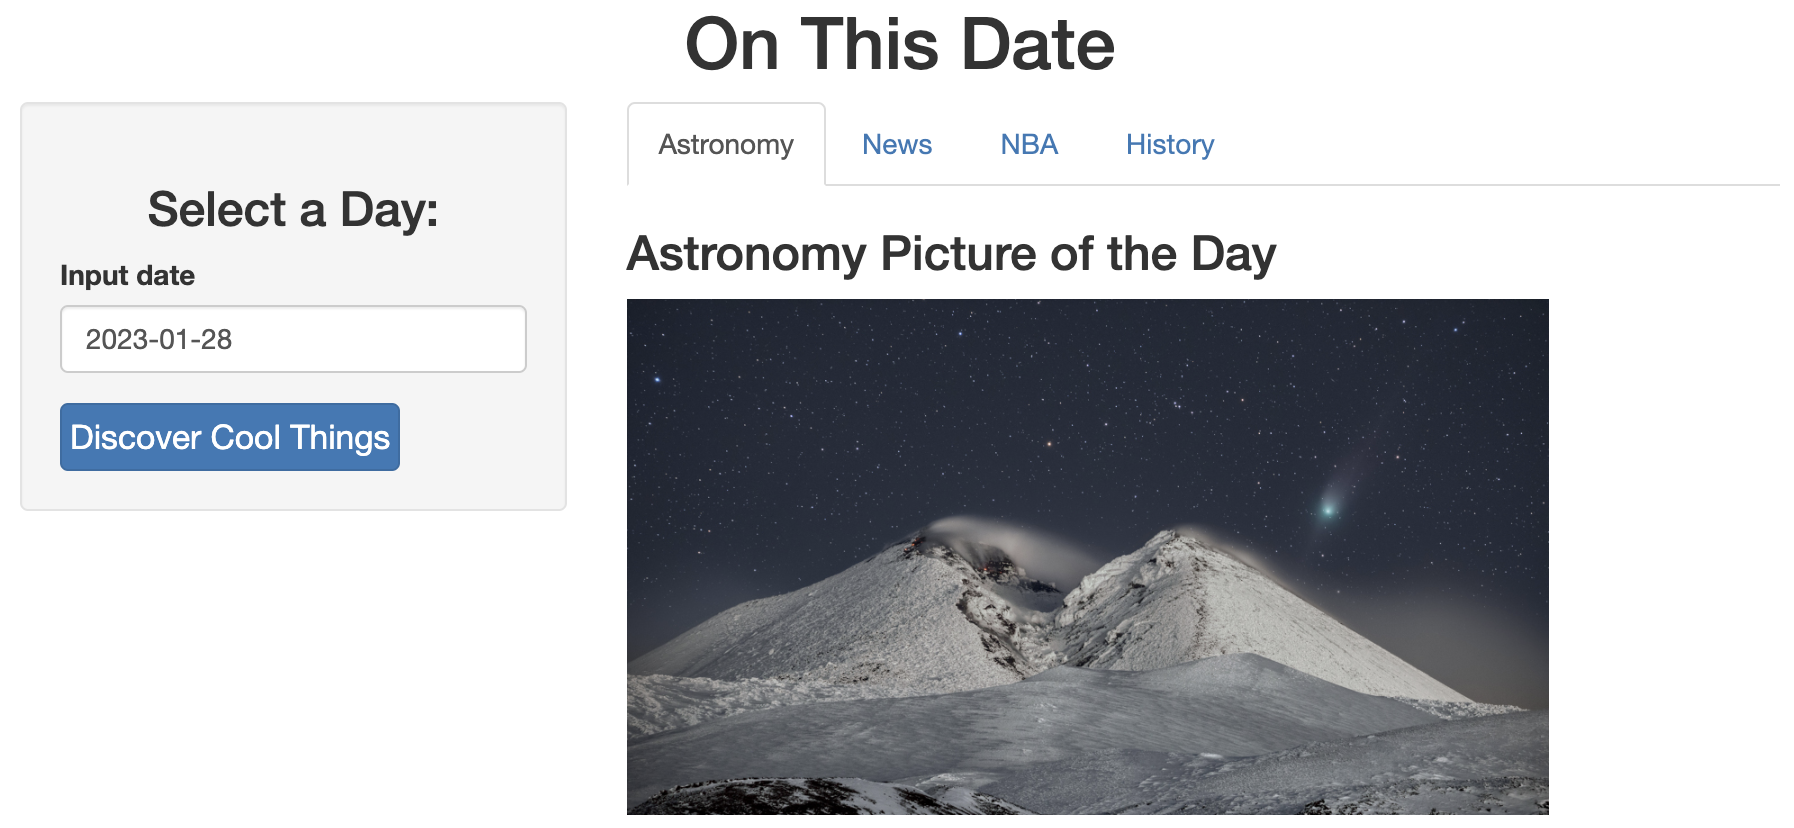 On This Date
Select a Day:
Input date
2023-01-28
Discover Cool Things
Astronomy News NBA History
Astronomy Picture of the Day